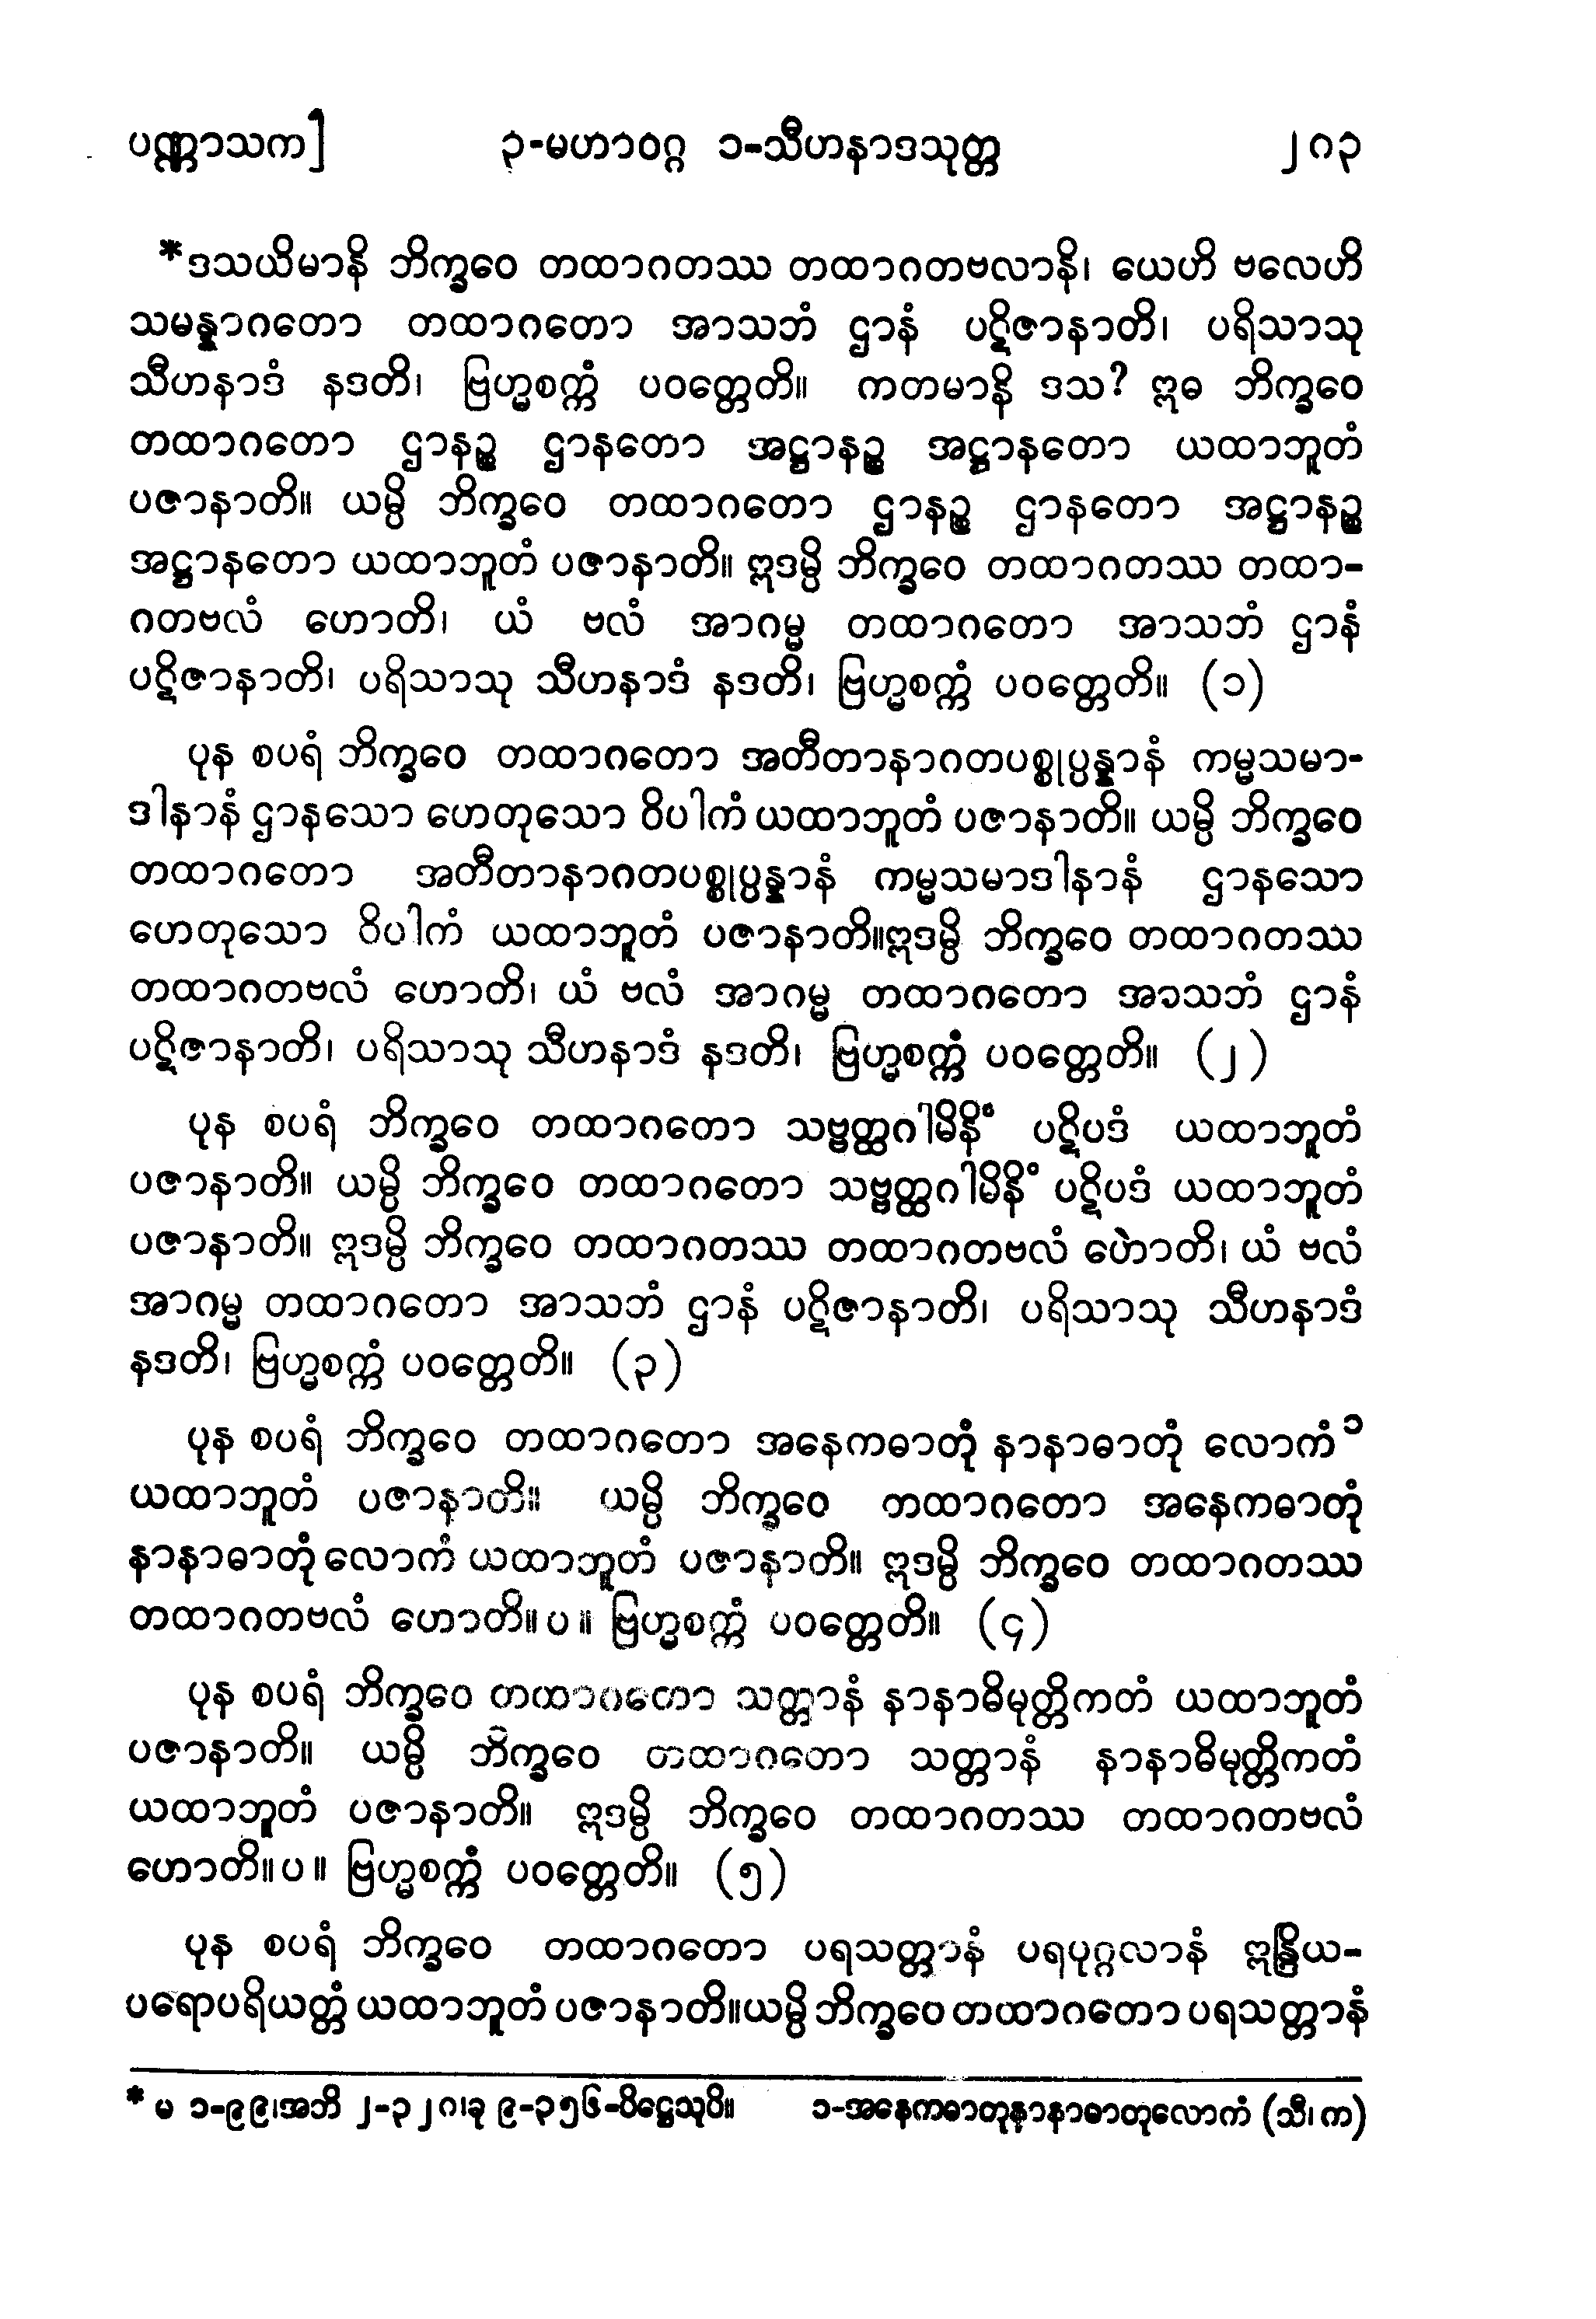 ပဏ္ဏာသက] ၃-မဟာဝဂ္ဂ ၁-သီဟနာဒသုတ္တ ၂၈၃
*ဒသယိမာနိ ဘိက္ခဝေ တထာဂတဿ တထာဂတဗလာနိ၊ ယေဟိ ဗလေဟိ
သမန္နာဂတော တထာဂတော အာသဘံ ဌာနံ ပဋိဇာနာတိ၊ ပရိသာသု
သီဟနာဒံ နဒတိ၊ ဗြဟ္မစက္ကံ ပဝတ္တေတိ။ ကတမာနိ ဒသ? ဣဓ ဘိက္ခဝေ
တထာဂတော ဌာနဉ္စ ဌာနတော အဋ္ဌာနဉ္စ အဋ္ဌာနတော ယထာဘူတံ
ပဇာနာတိ။ ယမ္ပိ ဘိက္ခဝေ တထာဂတော ဌာနဉ္စ ဌာနတော အဋ္ဌာနဉ္စ
အဋ္ဌာနတော ယထာဘူတံ ပဇာနာတိ။ ဣဒမ္ပိ ဘိက္ခဝေ တထာဂတဿ တထာ-
ဂတဗလံ ဟောတိ၊ ယံ ဗလံ အာဂမ္မ တထာဂတော အာသဘံ ဌာနံ
ပဋိဇာနာတိ၊ ပရိသာသု သီဟနာဒံ နဒတိ၊ ဗြဟ္မစက္ကံ ပဝတ္တေတိ။ (၁)
ပုန စပရံ ဘိက္ခဝေ တထာဂတော အတီတာနာဂတပစ္စုပ္ပန္နာနံ ကမ္မသမာ-
ဒါနာနံ ဌာနသော ဟေတုသော ဝိပါကံ ယထာဘူတံ ပဇာနာတိ။ ယမ္ပိ ဘိက္ခဝေ
တထာဂတော အတီတာနာဂတပစ္စုပ္ပန္နာနံ ကမ္မသမာဒါနာနံ ဌာနသော
ဟေတုသော ဝိပါကံ ယထာဘူတံ ပဇာနာတိ။ဣဒမ္ပိ ဘိက္ခဝေ တထာဂတဿ
တထာဂတဗလံ ဟောတိ၊ ယံ ဗလံ အာဂမ္မ တထာဂတော အာသဘံ ဌာနံ
ပဋိဇာနာတိ၊ ပရိသာသု သီဟနာဒံ နဒတိ၊ ဗြဟ္မစက္ကံ ပဝတ္တေတိ။ (၂)
ပုန စပရံ ဘိက္ခဝေ တထာဂတော သဗ္ဗတ္ထဂါမိနိံ ပဋိပဒံ ယထာဘူတံ
ပဇာနာတိ။ ယမ္ပိ ဘိက္ခဝေ တထာဂတော သဗ္ဗတ္ထဂါမိနိံ ပဋိပဒံ ယထာဘူတံ
ပဇာနာတိ။ ဣဒမ္ပိ ဘိက္ခဝေ တထာဂတဿ တထာဂတဗလံ ဟောတိ၊ ယံ ဗလံ
အာဂမ္မ တထာဂတော အာသဘံ ဌာနံ ပဋိဇာနာတိ၊ ပရိသာသု သီဟနာဒံ
နဒတိ၊ ဗြဟ္မစက္ကံ ပဝတ္တေတိ။ (၃)
ပုန စပရံ ဘိက္ခဝေ တထာဂတော အနေကဓာတုံ နာနာဓာတုံ လောကံ၁
ယထာဘူတံ ပဇာနာတိ။ ယမ္ပိ ဘိက္ခဝေ တထာဂတော အနေကဓာတုံ
နာနာဓာတုံ လောကံ ယထာဘူတံ ပဇာနာတိ။ ဣဒမ္ပိ ဘိက္ခဝေ တထာဂတဿ
တထာဂတဗလံ ဟောတိ။ပ။ ဗြဟ္မစက္ကံ ပဝတ္တေတိ။ (၄)
ပုန စပရံ ဘိက္ခဝေ တထာဂတော သတ္တာနံ နာနာဓိမုတ္တိကတံ ယထာဘူတံ
ပဇာနာတိ။ ယမ္ပိ ဘိက္ခဝေ တထာဂတော သတ္တာနံ နာနာဓိမုတ္တိကတံ
ယထာဘူတံ ပဇာနာတိ။ ဣဒမ္ပိ ဘိက္ခဝေ တထာဂတဿ တထာဂတဗလံ
ဟောတိ။ပ။ ဗြဟ္မစက္ကံ ပဝတ္တေတိ။ (၅)
ပုန စပရံ ဘိက္ခဝေ တထာဂတော ပရသတ္တာနံ ပရပုဂ္ဂလာနံ ဣန္ဒြိယ-
ပရောပရိယတ္တံ ယထာဘူတံ ပဇာနာတိ။ယမ္ပိ ဘိက္ခဝေ တထာဂတော ပရသတ္တာနံ
* မ ၁-၉၉၊အဘိ ၂-၃၂၈၊ခု ၉-၃၅၆-ပိဋ္ဌေသုပိ။ ၁-အနေကဓာတုနာနာဓာတုလောကံ (သီ၊ က)